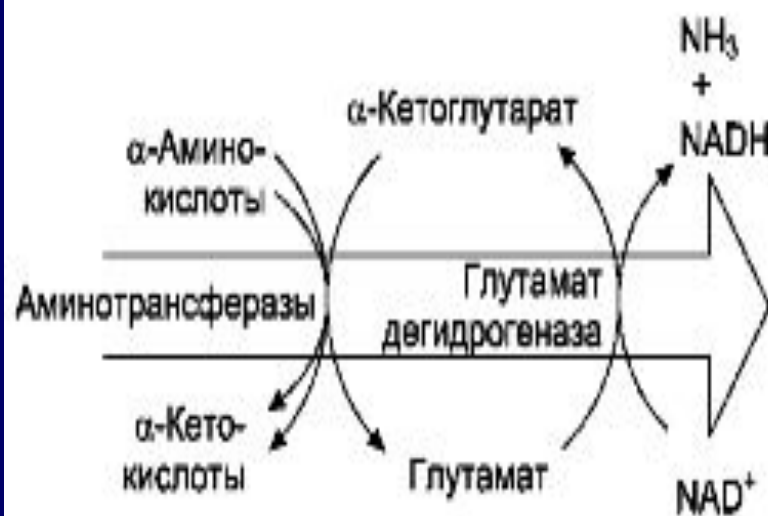 NH₃
+
NADH
α-Кетоглутарат
α-Амино-
кислоты
Аминотрансферазы
Глутамат
дегидрогеназа
α-Кето-
кислоты
Глутамат
NAD⁺